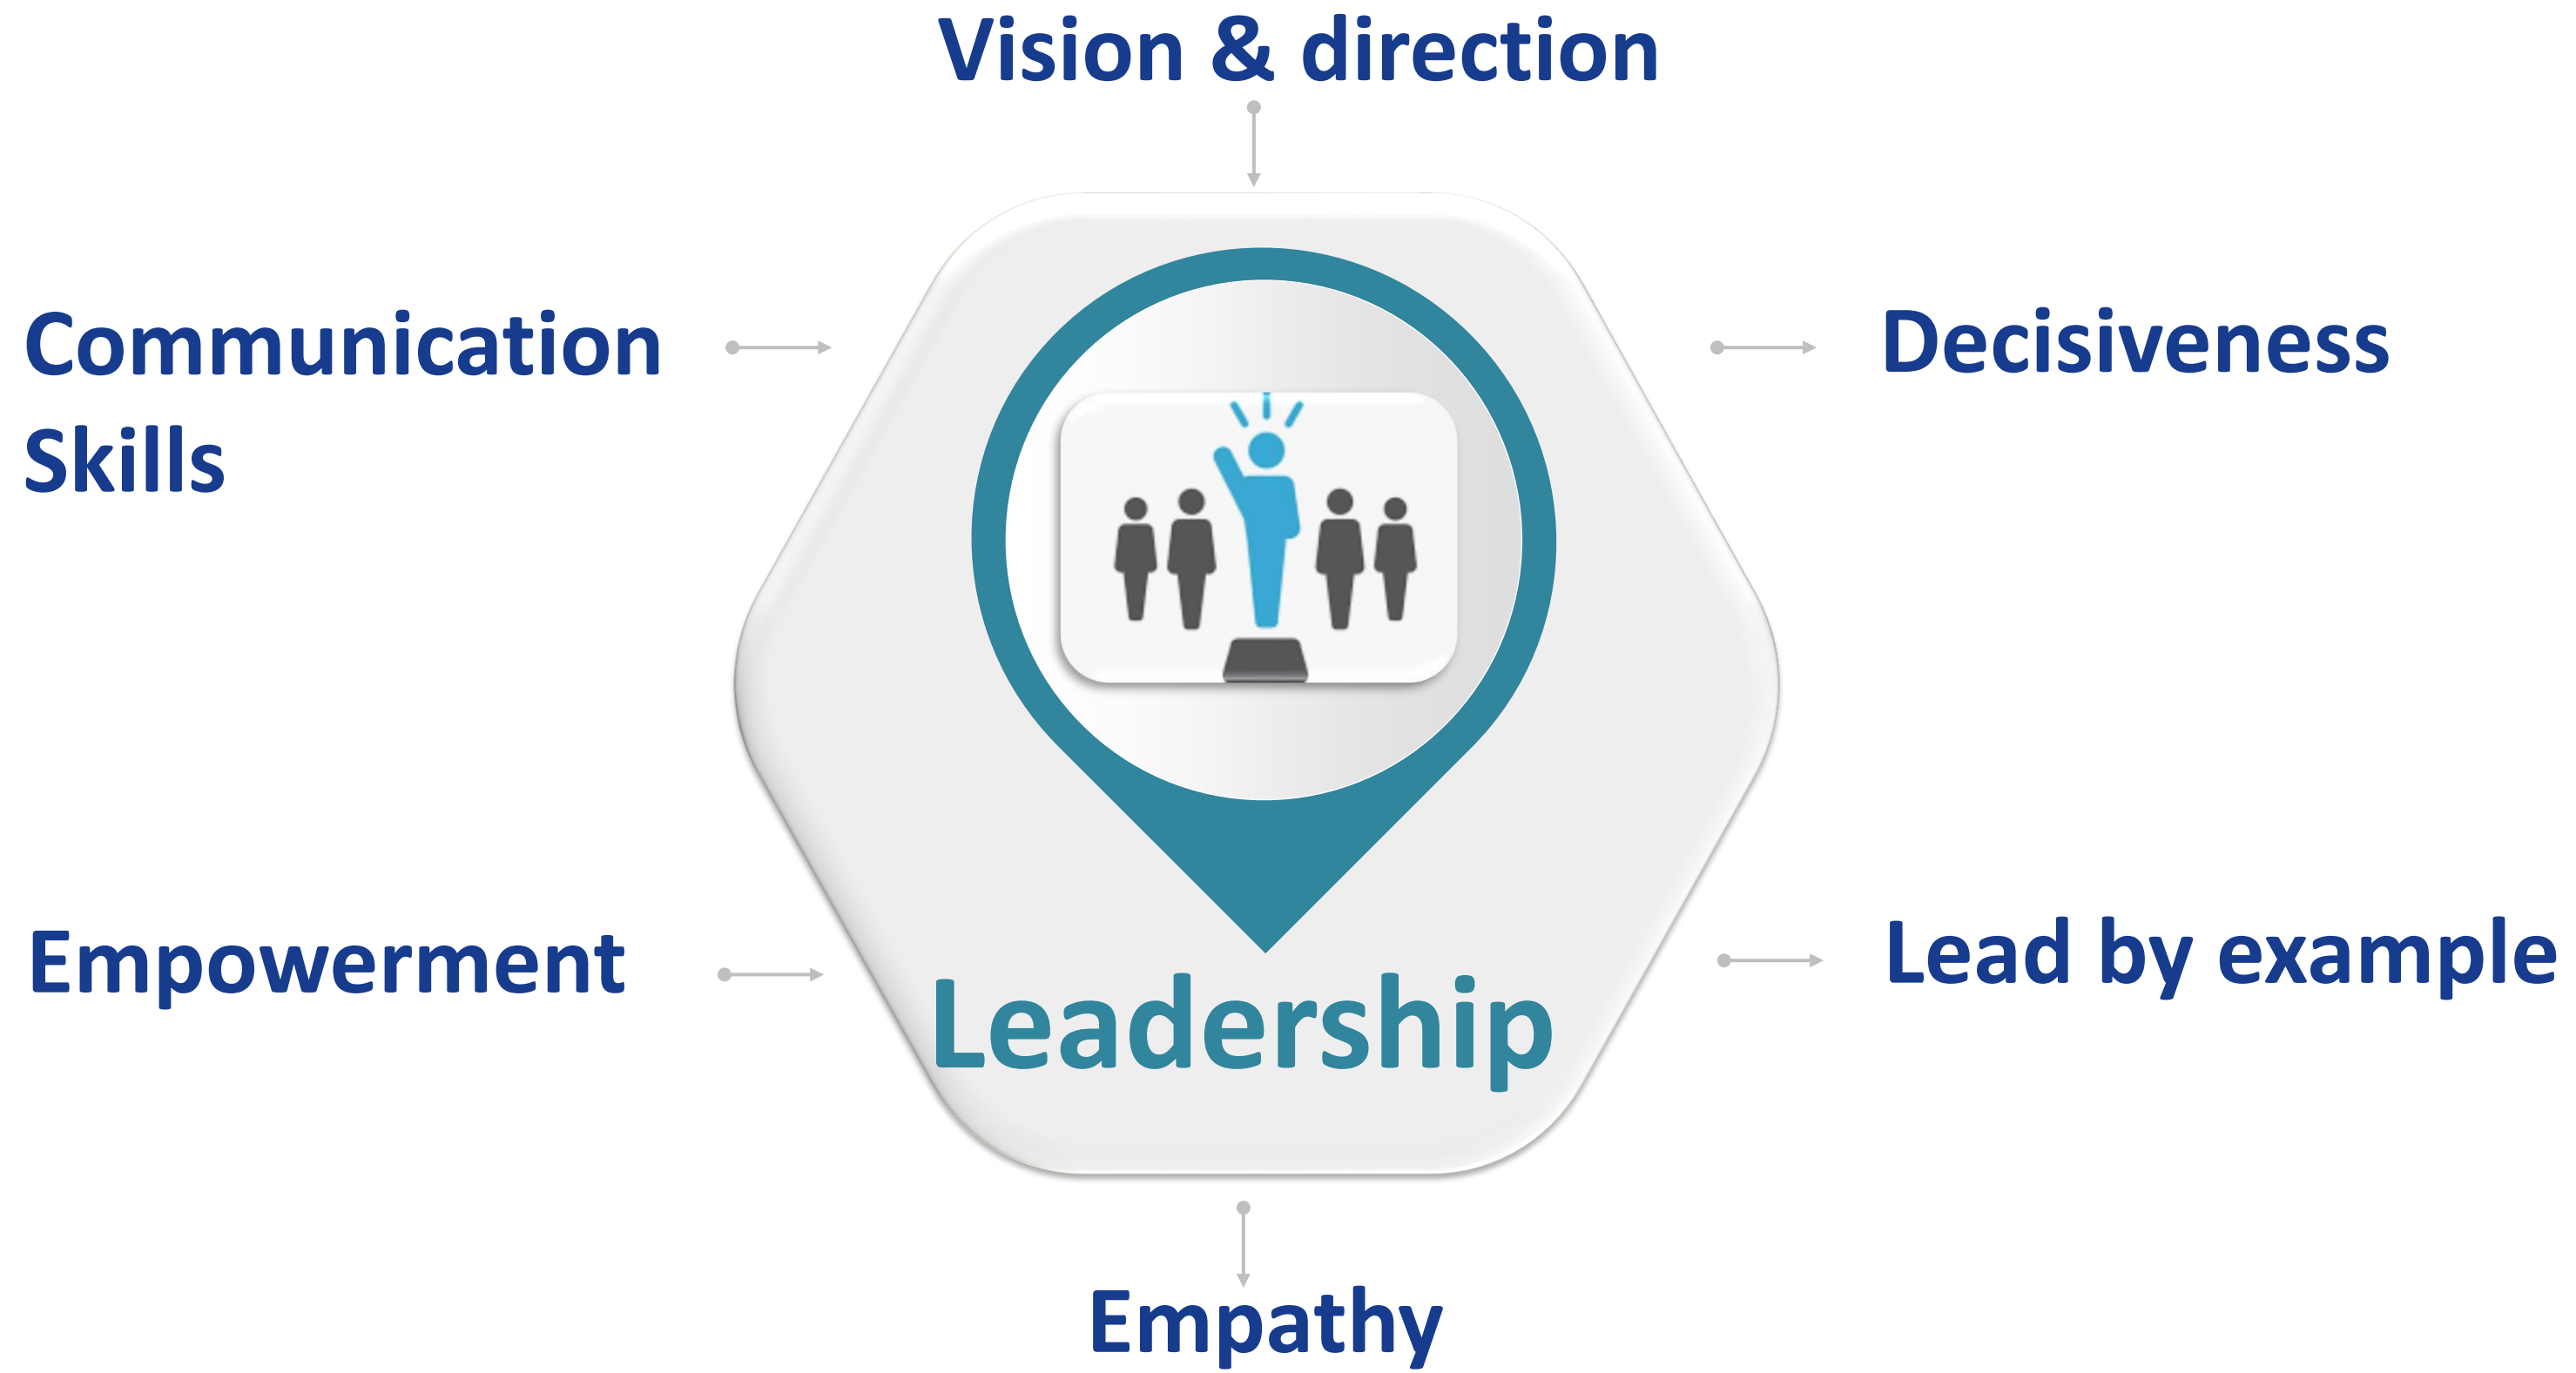 Vision & direction
Communication
Skills
Decisiveness
Empowerment
Lead by example
Leadership
Empathy